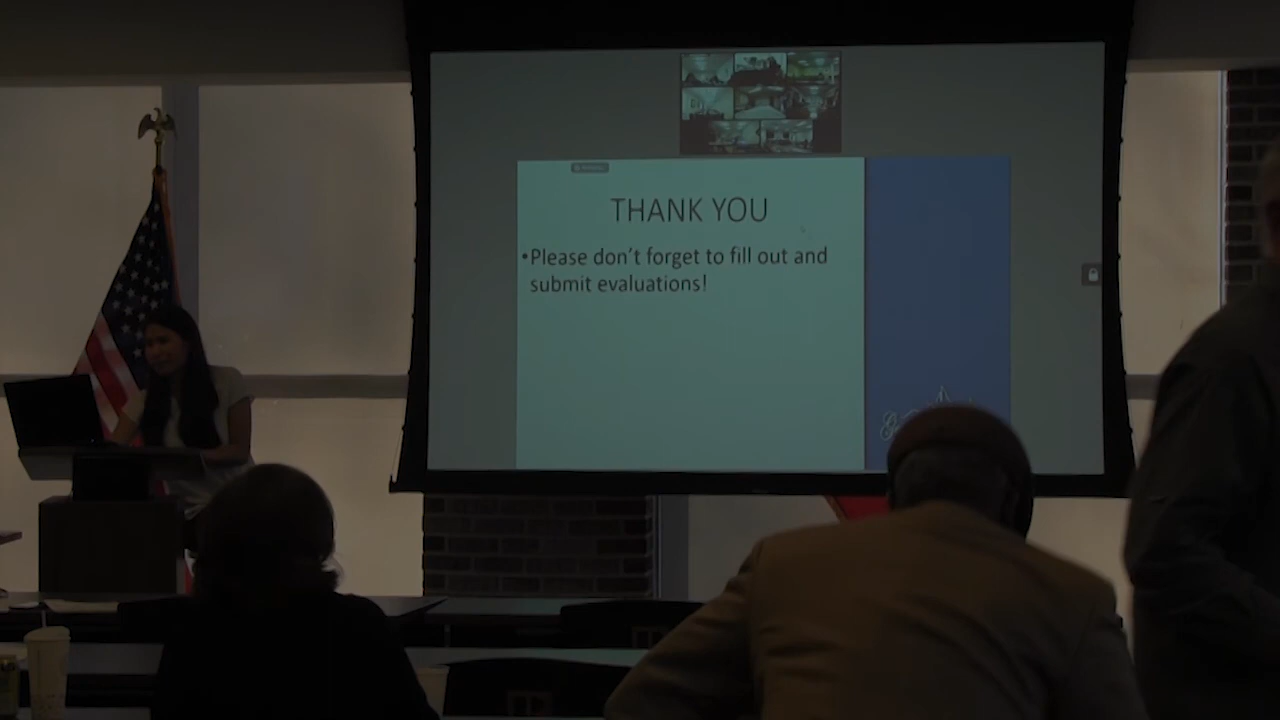 THANK YOU
•Please don't forget to fill out and
submit evaluations!